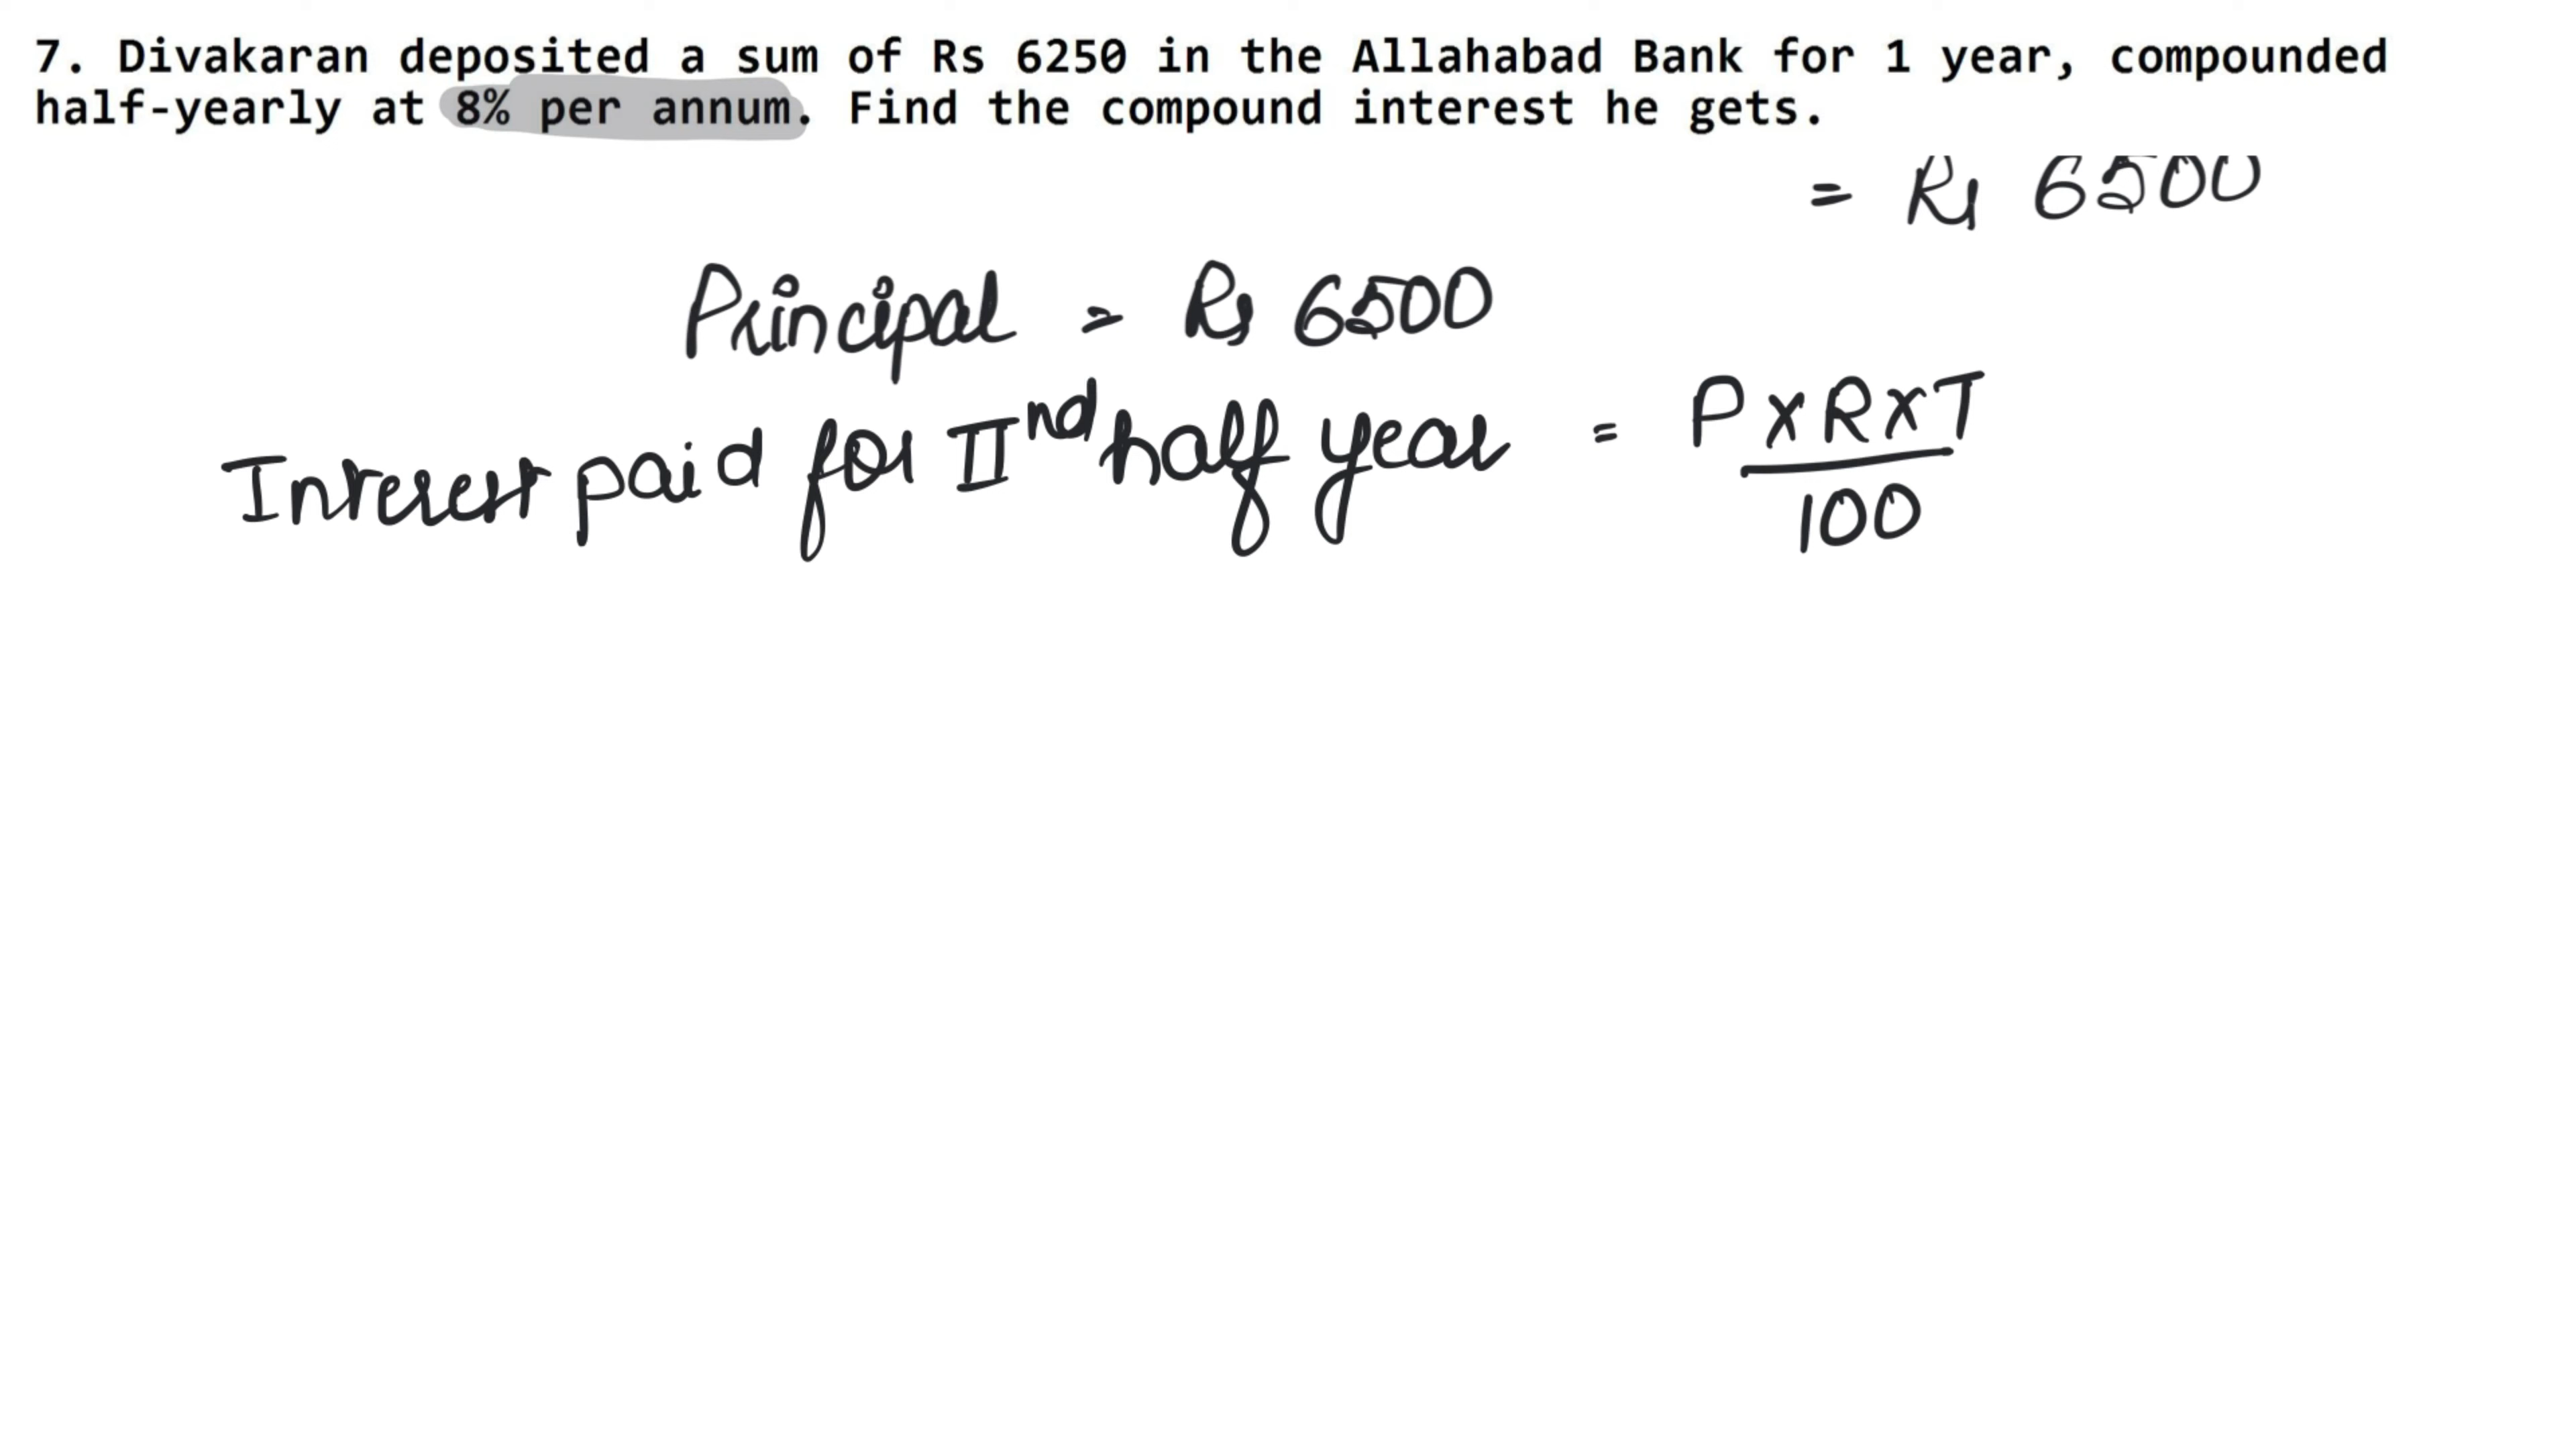 7. Divakaran deposited a sum of Rs 6250 in the Allahabad Bank for 1 year, compounded
half-yearly at 8% per annum. Find the compound interest he gets.
= Rs 6500
Principal = Rs 6500
Interest paid for IInd half year = PxRxT
100